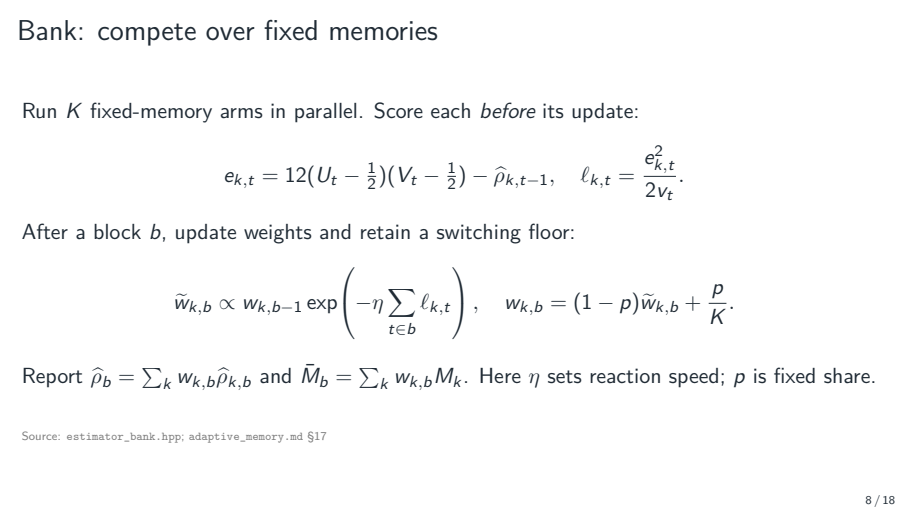 Bank: compete over fixed memories
Run K fixed-memory arms in parallel. Score each before its update:
e_{k,t} = 12(U_t − 1/2)(V_t − 1/2) − ρ̂_{k,t−1},   ℓ_{k,t} = e²_{k,t} / 2v_t.
After a block b, update weights and retain a switching floor:
w̃_{k,b} ∝ w_{k,b−1} exp(−η ∑_{t∈b} ℓ_{k,t}),   w_{k,b} = (1 − p)w̃_{k,b} + p/K.
Report ρ̂_b = ∑_k w_{k,b}ρ̂_{k,b} and M̄_b = ∑_k w_{k,b}M_k. Here η sets reaction speed; p is fixed share.
Source: estimator_bank.hpp; adaptive_memory.md §17
8 / 18